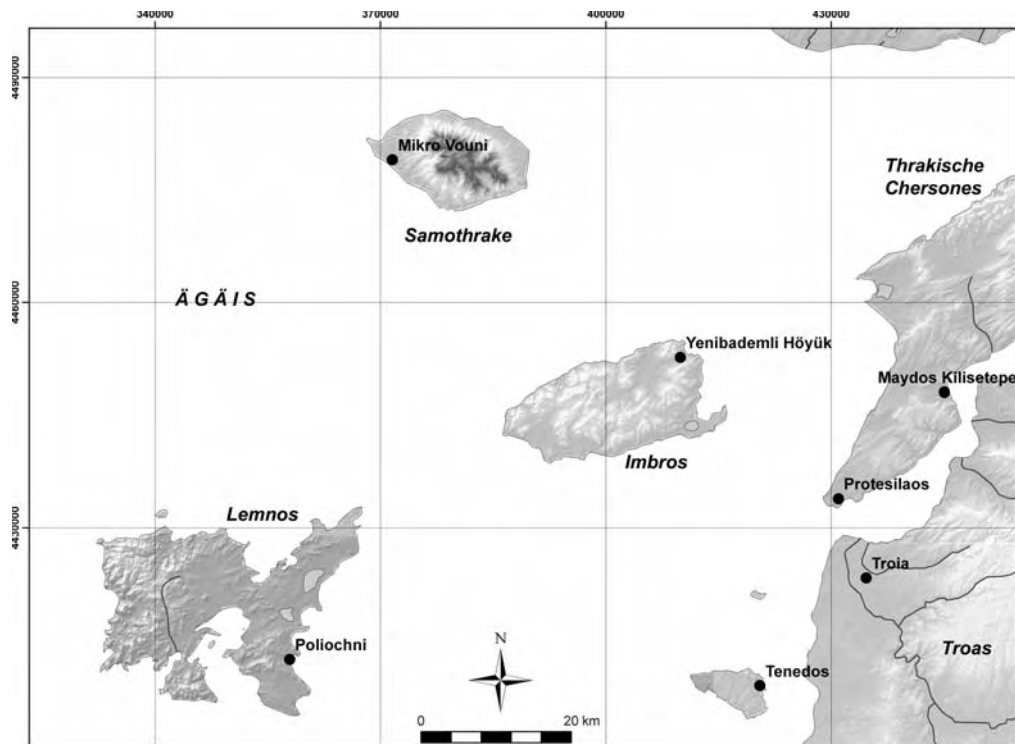 340000
370000
400000
430000
4490000
Mikro Vouni
Thrakische
Chersones
Samothrake
4460000
ÄGÄIS
Yenibademli Höyük
Maydos Kilisetepe
Imbros
Protesilaos
Lemnos
4430000
Troia
Poliochni
N
Tenedos
Troas
0
20 km